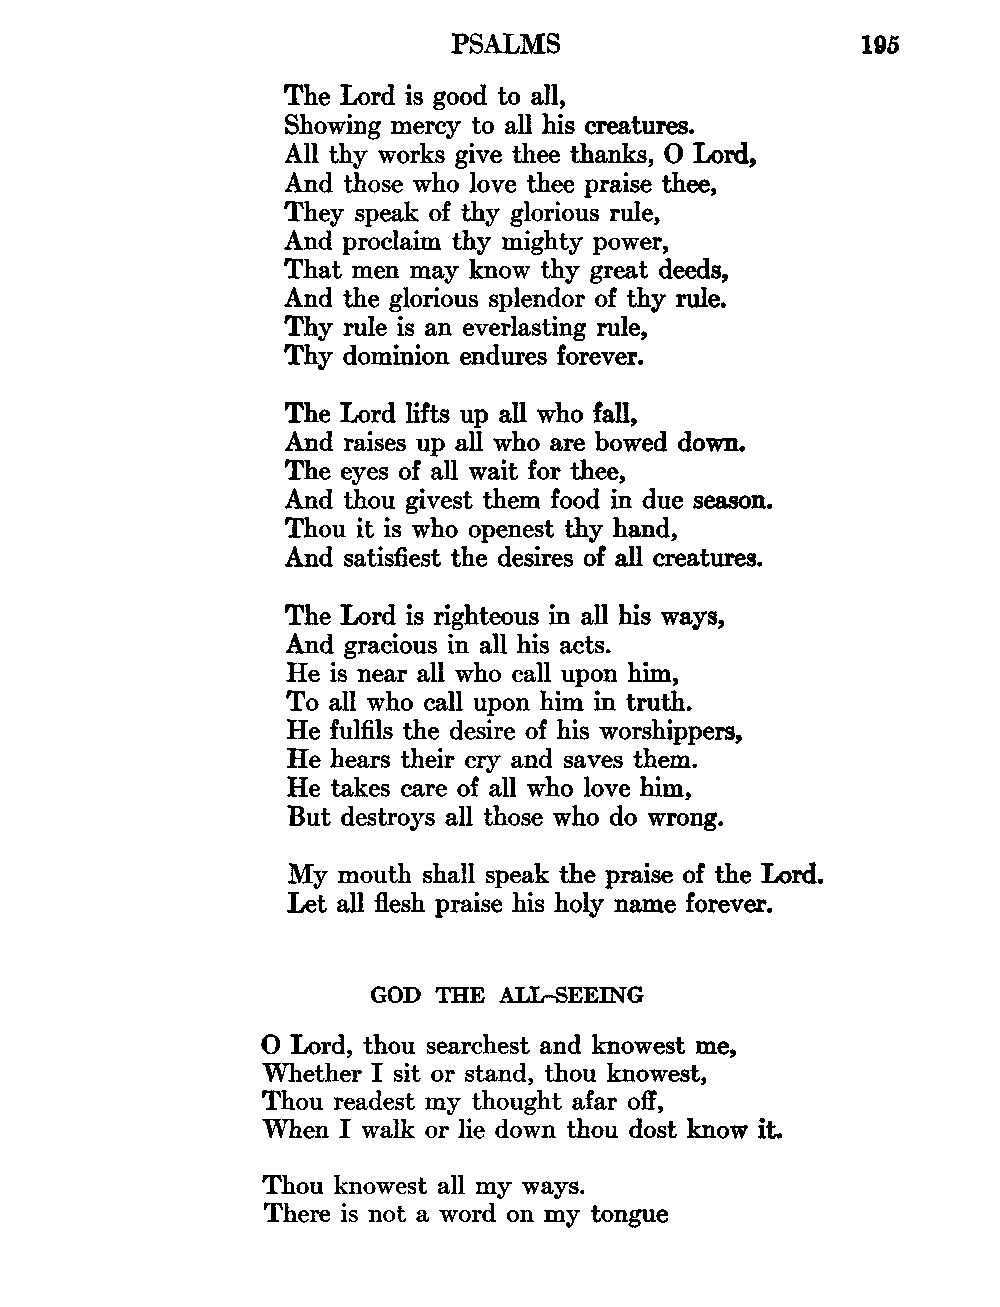 PSALMS 195
The Lord is good to all,
Showing mercy to all his creatures.
All thy works give thee thanks, O Lord,
And those who love thee praise thee,
They speak of thy glorious rule,
And proclaim thy mighty power,
That men may know thy great deeds,
And the glorious splendor of thy rule.
Thy rule is an everlasting rule,
Thy dominion endures forever.
The Lord lifts up all who fall,
And raises up all who are bowed down.
The eyes of all wait for thee,
And thou givest them food in due season.
Thou it is who openest thy hand,
And satisfiest the desires of all creatures.
The Lord is righteous in all his ways,
And gracious in all his acts.
He is near all who call upon him,
To all who call upon him in truth.
He fulfils the desire of his worshippers,
He hears their cry and saves them.
He takes care of all who love him,
But destroys all those who do wrong.
My mouth shall speak the praise of the Lord.
Let all flesh praise his holy name forever.
GOD THE ALL-SEEING
O Lord, thou searchest and knowest me,
Whether I sit or stand, thou knowest,
Thou readest my thought afar off,
When I walk or lie down thou dost know it.
Thou knowest all my ways.
There is not a word on my tongue